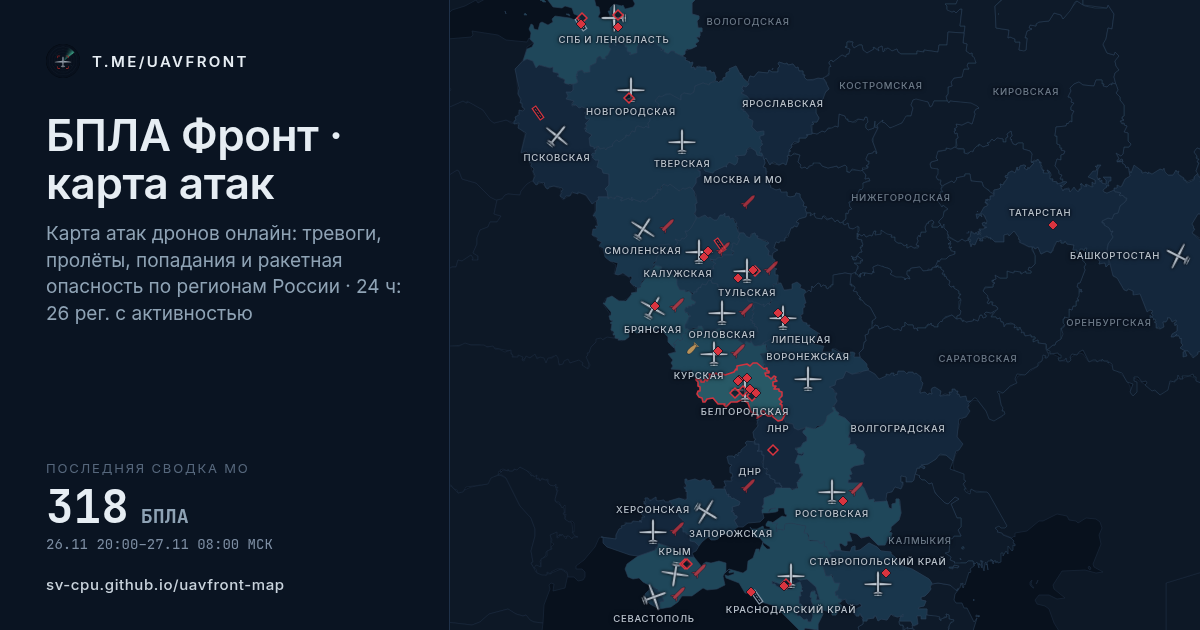 T.ME/UAVFRONT
БПЛА Фронт ·
карта атак
Карта атак дронов онлайн: тревоги,
пролёты, попадания и ракетная
опасность по регионам России · 24 ч:
26 рег. с активностью
ПОСЛЕДНЯЯ СВОДКА МО
318 БПЛА
26.11 20:00–27.11 08:00 МСК
sv-cpu.github.io/uavfront-map
ВОЛОГОДСКАЯ
СПБ И ЛЕНОБЛАСТЬ
КОСТРОМСКАЯ
КИРОВСКАЯ
ЯРОСЛАВСКАЯ
НОВГОРОДСКАЯ
ПСКОВСКАЯ
ТВЕРСКАЯ
МОСКВА И МО
НИЖЕГОРОДСКАЯ
ТАТАРСТАН
СМОЛЕНСКАЯ
БАШКОРТОСТАН
КАЛУЖСКАЯ
ТУЛЬСКАЯ
ОРЕНБУРГСКАЯ
БРЯНСКАЯ
ОРЛОВСКАЯ
ЛИПЕЦКАЯ
ВОРОНЕЖСКАЯ
САРАТОВСКАЯ
КУРСКАЯ
БЕЛГОРОДСКАЯ
ЛНР
ВОЛГОГРАДСКАЯ
ДНР
ХЕРСОНСКАЯ
РОСТОВСКАЯ
ЗАПОРОЖСКАЯ
КАЛМЫКИЯ
КРЫМ
СТАВРОПОЛЬСКИЙ КРАЙ
КРАСНОДАРСКИЙ КРАЙ
СЕВАСТОПОЛЬ